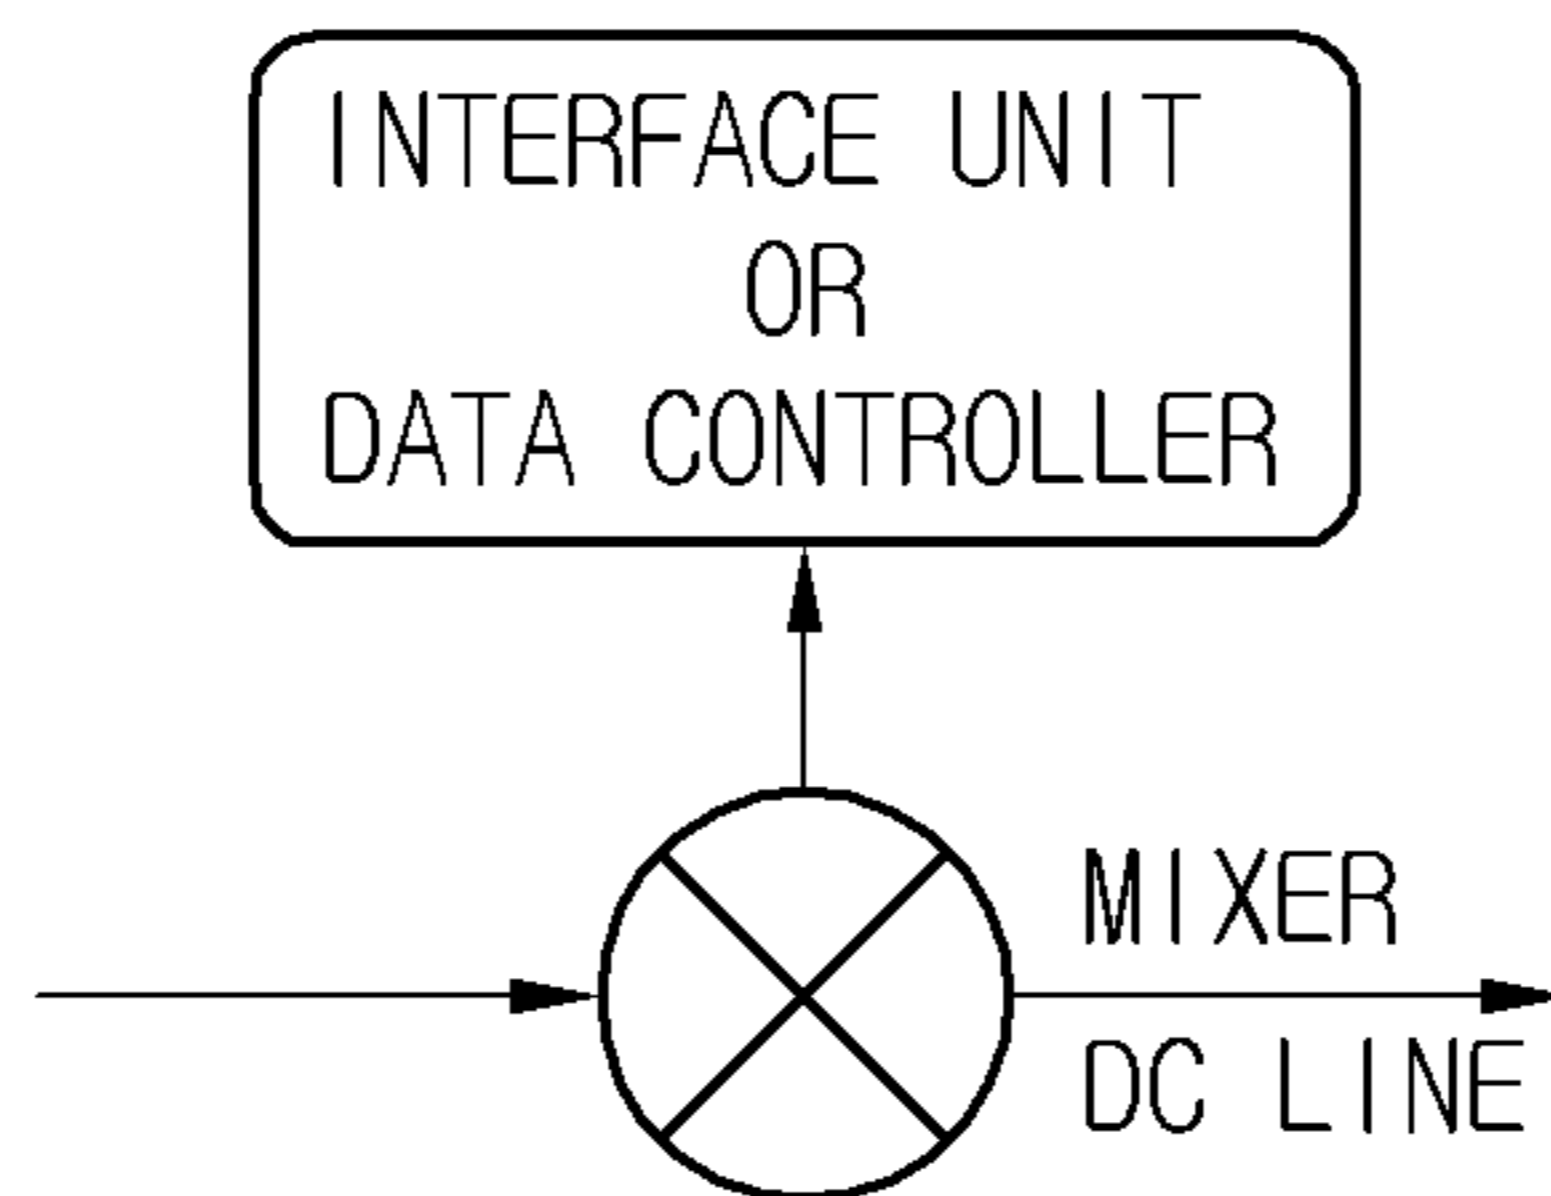 INTERFACE UNIT
OR
DATA CONTROLLER
MIXER
DC LINE